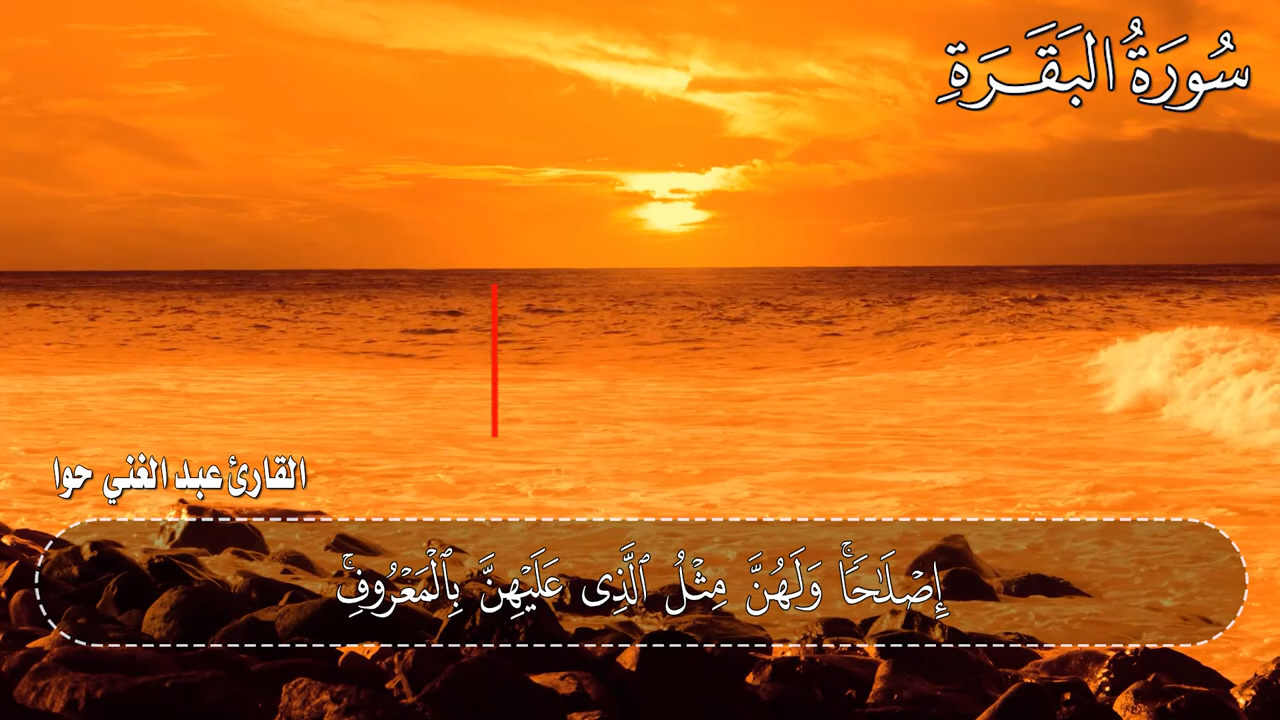 سُورَةُ البَقَرَةِ
القارئ عبد الغني حوا
إِصۡلَٰحٗاۚ وَلَهُنَّ مِثۡلُ ٱلَّذِى عَلَيۡهِنَّ بِٱلۡمَعۡرُوفِۚ